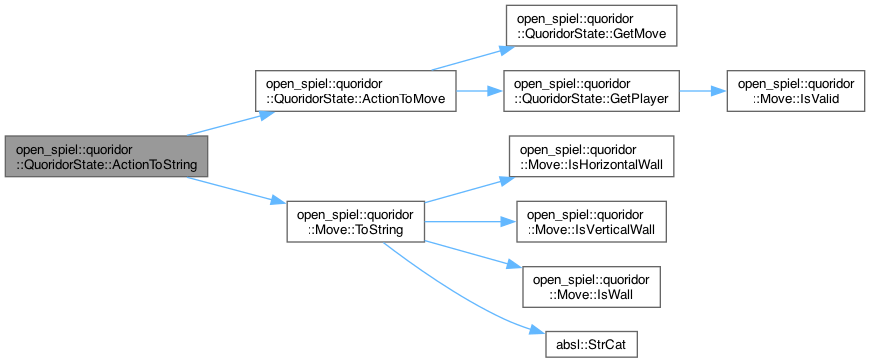 open_spiel::quoridor
::QuoridorState::ActionToString
open_spiel::quoridor
::QuoridorState::ActionToMove
open_spiel::quoridor
::QuoridorState::GetMove
open_spiel::quoridor
::QuoridorState::GetPlayer
open_spiel::quoridor
::Move::IsValid
open_spiel::quoridor
::Move::ToString
open_spiel::quoridor
::Move::IsHorizontalWall
open_spiel::quoridor
::Move::IsVerticalWall
open_spiel::quoridor
::Move::IsWall
absl::StrCat